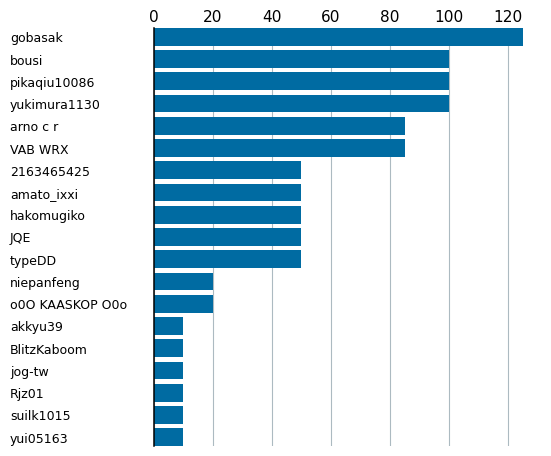 0 20 40 60 80 100 120
gobasak
bousi
pikaqiu10086
yukimura1130
arno c r
VAB WRX
2163465425
amato_ixxi
hakomugiko
JQE
typeDD
niepanfeng
o0O KAASKOP O0o
akkyu39
BlitzKaboom
jog-tw
Rjz01
suilk1015
yui05163